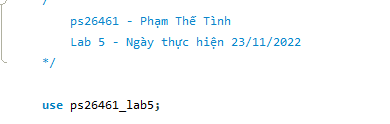 /
ps26461 - Phạm Thế Tình
Lab 5 - Ngày thực hiện 23/11/2022
*/
use ps26461_lab5;